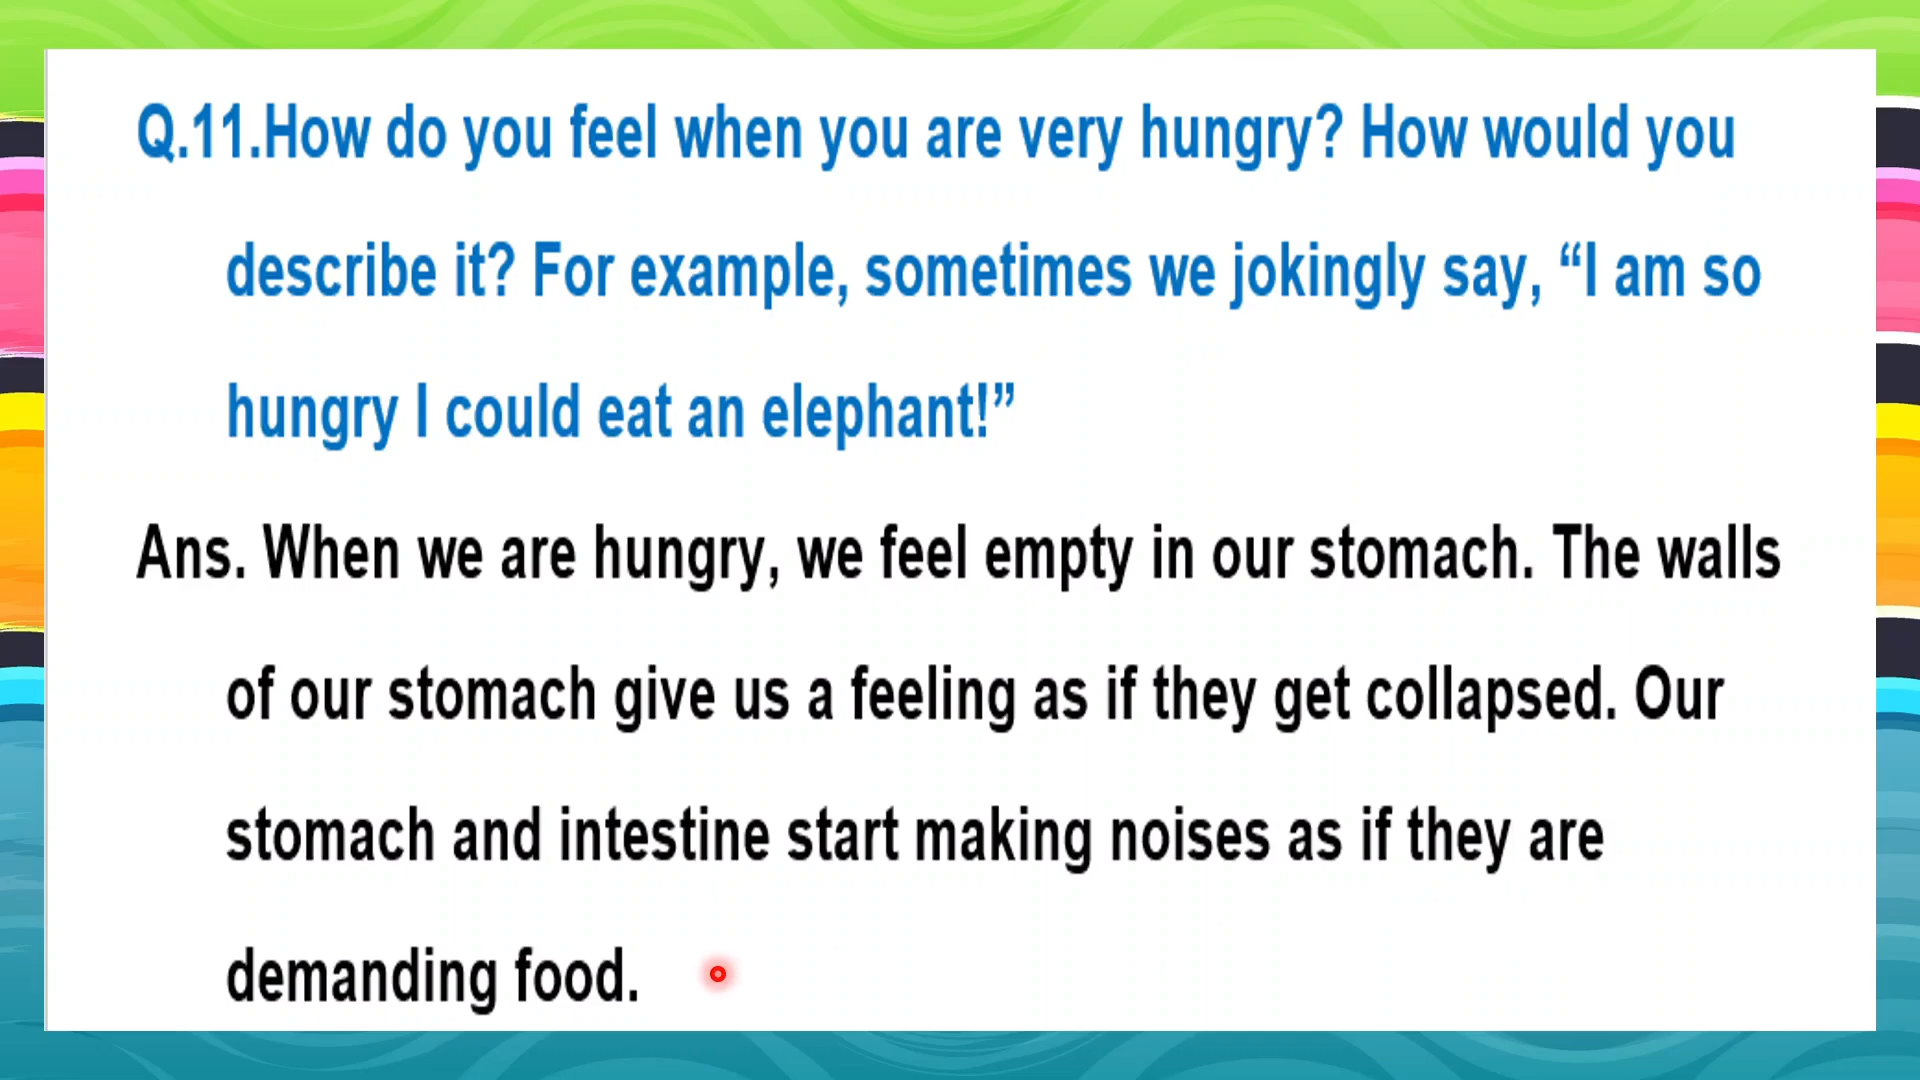 Q.11.How do you feel when you are very hungry? How would you
describe it? For example, sometimes we jokingly say, “I am so
hungry I could eat an elephant!”
Ans. When we are hungry, we feel empty in our stomach. The walls
of our stomach give us a feeling as if they get collapsed. Our
stomach and intestine start making noises as if they are
demanding food.